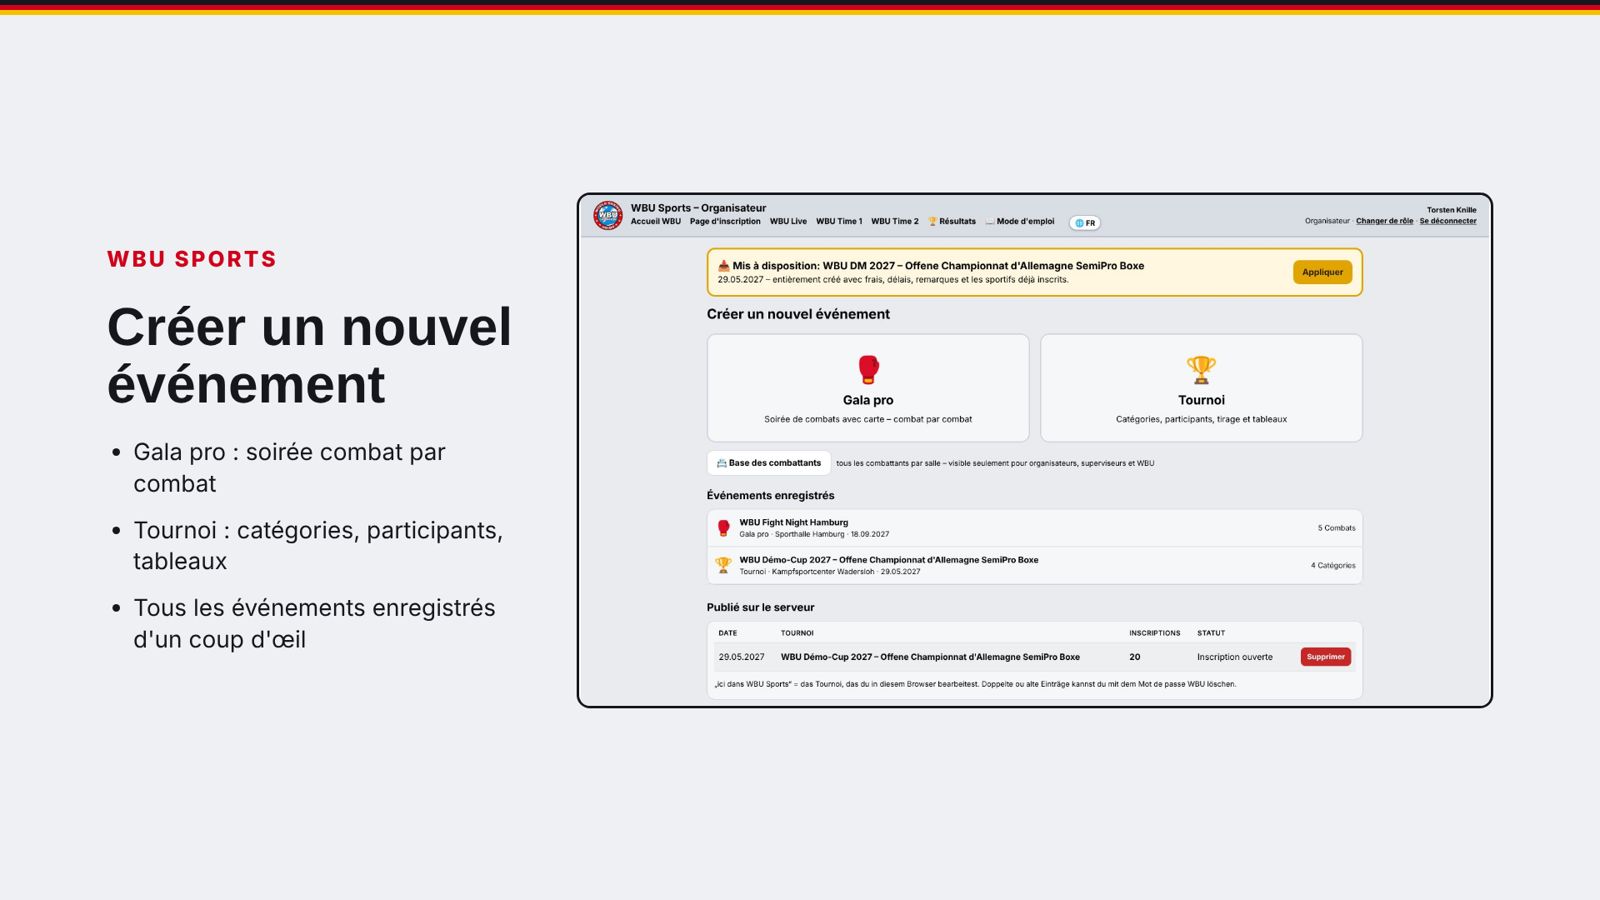 WBU SPORTS
Créer un nouvel
événement
• Gala pro : soirée combat par
combat
• Tournoi : catégories, participants,
tableaux
• Tous les événements enregistrés
d'un coup d'œil
WBU
WBU Sports – Organisateur
Accueil WBU Page d'inscription WBU Live WBU Time 1 WBU Time 2 🏆 Résultats 📖 Mode d'emploi 🌐 FR
Torsten Knille
Organisateur · Changer de rôle · Se déconnecter
📥 Mis à disposition: WBU DM 2027 – Offene Championnat d'Allemagne SemiPro Boxe
29.05.2027 – entièrement créé avec frais, délais, remarques et les sportifs déjà inscrits.
Appliquer
Créer un nouvel événement
🥊
Gala pro
Soirée de combats avec carte – combat par combat
🏆
Tournoi
Catégories, participants, tirage et tableaux
📇 Base des combattants tous les combattants par salle – visible seulement pour organisateurs, superviseurs et WBU
Événements enregistrés
🥊 WBU Fight Night Hamburg
Gala pro · Sporthalle Hamburg · 18.09.2027
5 Combats
🏆 WBU Démo-Cup 2027 – Offene Championnat d'Allemagne SemiPro Boxe
Tournoi · Kampfsportcenter Wadersloh · 29.05.2027
4 Catégories
Publié sur le serveur
DATE TOURNOI INSCRIPTIONS STATUT
29.05.2027 WBU Démo-Cup 2027 – Offene Championnat d'Allemagne SemiPro Boxe 20 Inscription ouverte Supprimer
„ici dans WBU Sports“ = das Tournoi, das du in diesem Browser bearbeitest. Doppelte ou alte Einträge kannst du mit dem Mot de passe WBU löschen.